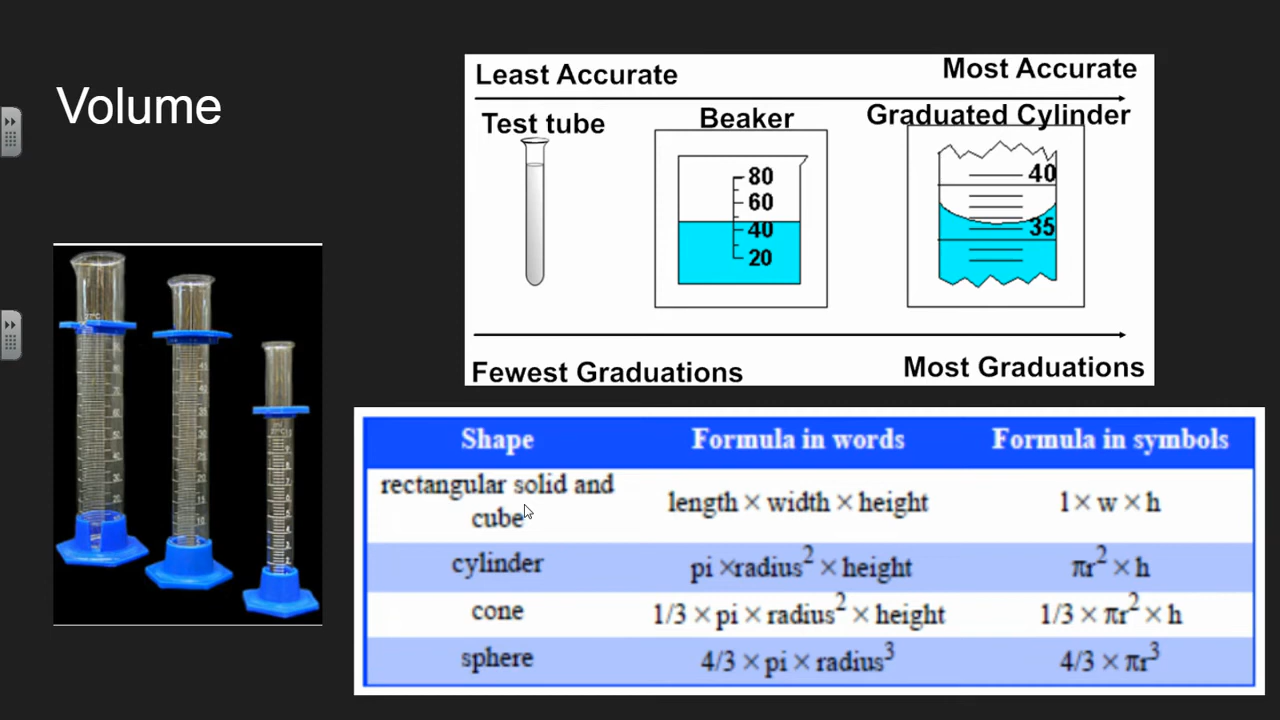 Volume
Least Accurate
Most Accurate
Test tube
Beaker
Graduated Cylinder
80
60
40
20
40
35
Fewest Graduations
Most Graduations
Shape
Formula in words
Formula in symbols
rectangular solid and
cube
length × width × height
l × w × h
cylinder
pi ×radius² × height
πr² × h
cone
1/3 × pi × radius² × height
1/3 × πr² × h
sphere
4/3 × pi × radius³
4/3 × πr³